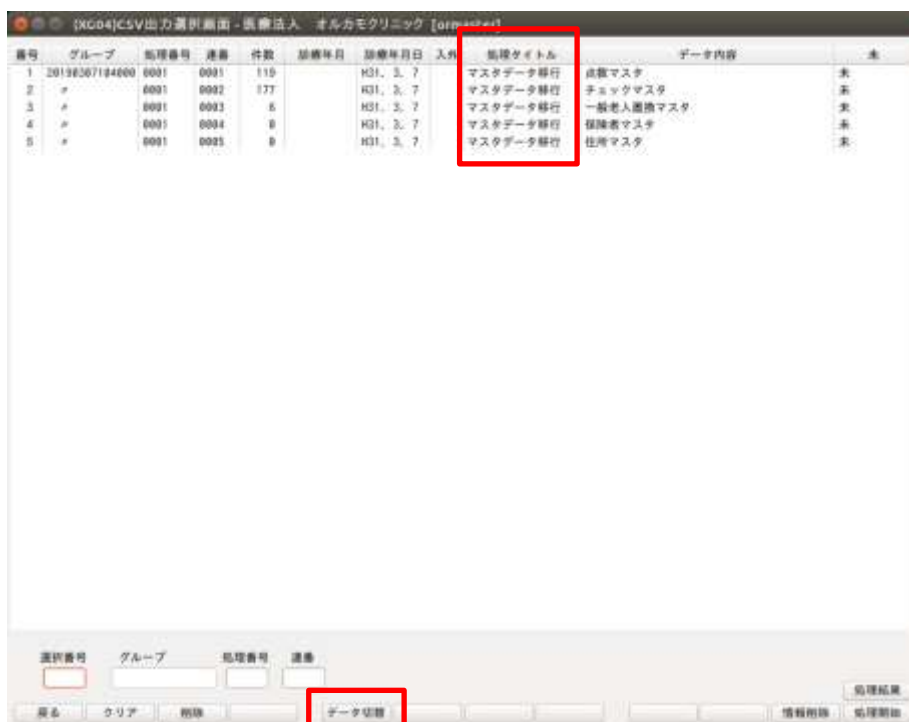 (XG04)CSV出力選択画面 - 医療法人 オルカモクリニック [ormaster]
番号 グループ 処理番号 連番 件数 診療年月 診療年月日 入外 処理タイトル データ内容 未
1 20190307104000 0001 0001 119 H31. 3. 7 マスタデータ移行 点数マスタ 未
2 〃 0001 0002 177 H31. 3. 7 マスタデータ移行 チェックマスタ 未
3 〃 0001 0003 6 H31. 3. 7 マスタデータ移行 一般老人置換マスタ 未
4 〃 0001 0004 0 H31. 3. 7 マスタデータ移行 保険者マスタ 未
5 〃 0001 0005 0 H31. 3. 7 マスタデータ移行 住所マスタ 未
選択番号 グループ 処理番号 連番
処理結果
戻る クリア 削除 データ切替 情報削除 処理開始